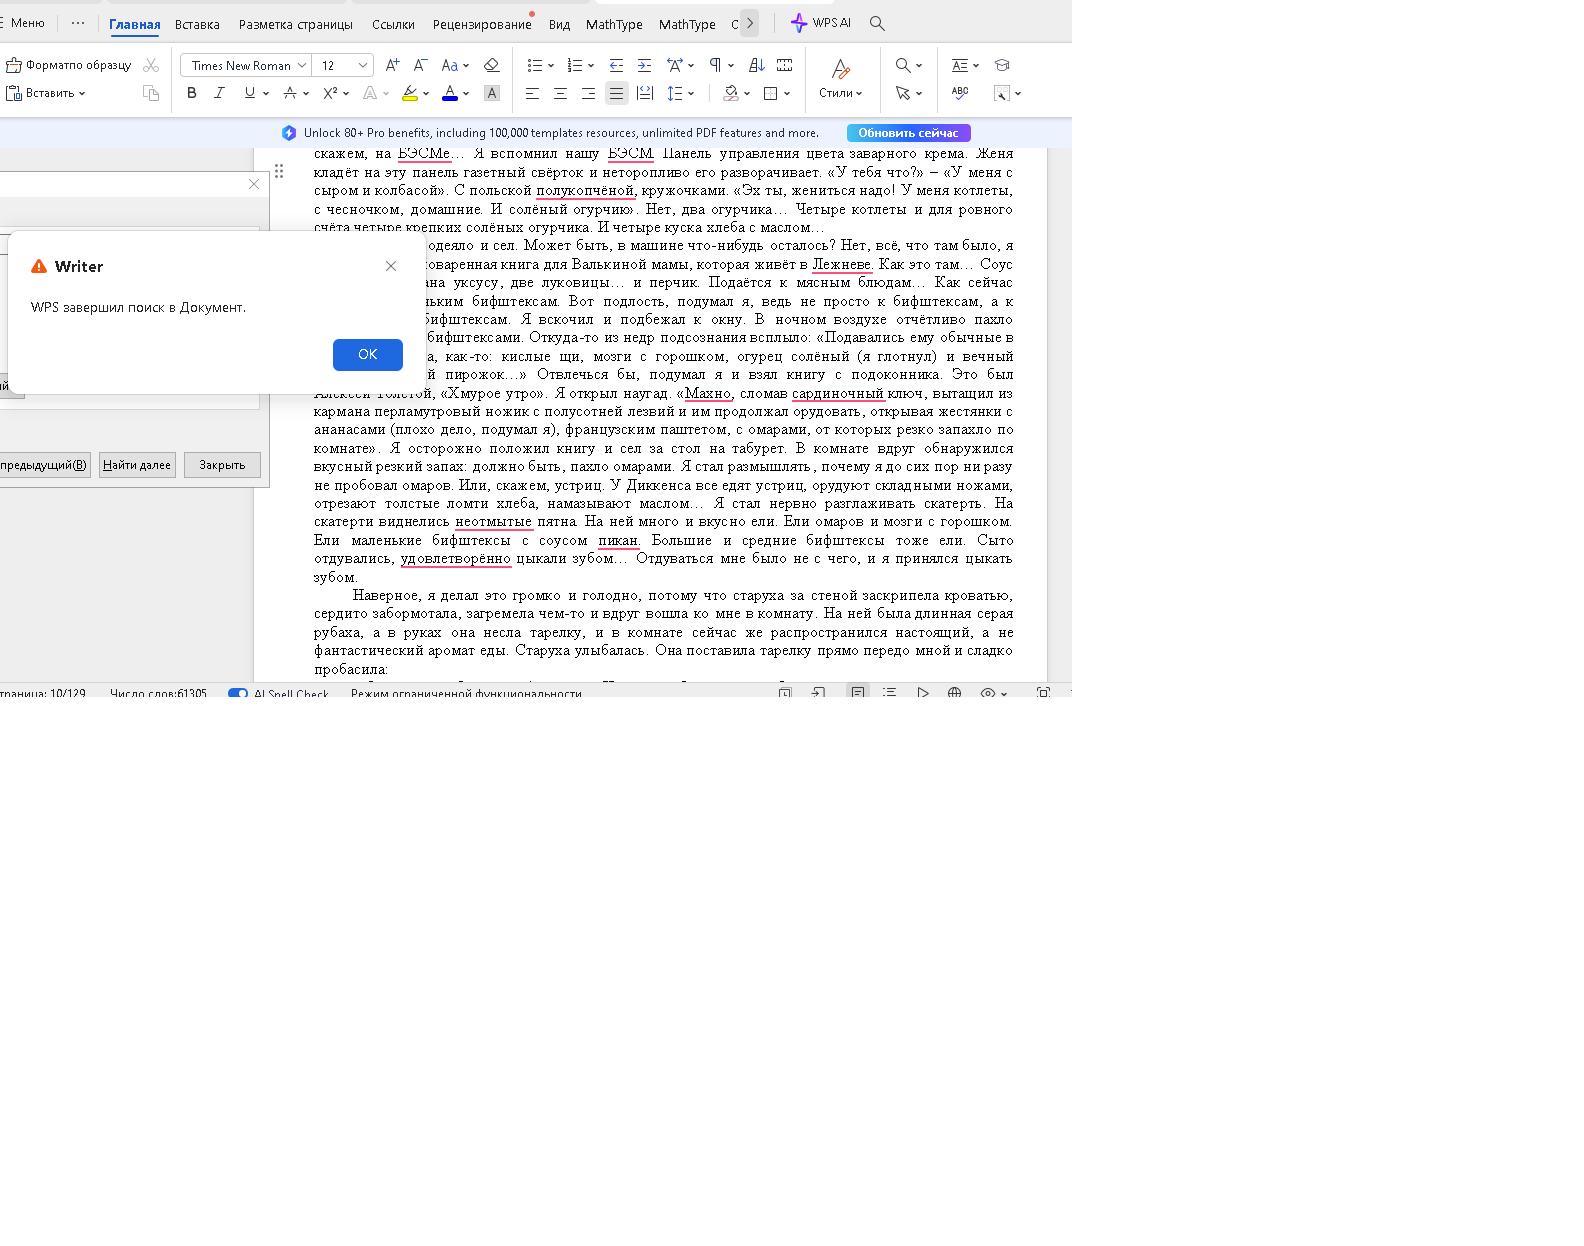 Меню ··· Главная Вставка Разметка страницы Ссылки Рецензирование Вид MathType MathType С WPS AI
Форматпо образцу Times New Roman 12
Вставить Стили
Unlock 80+ Pro benefits, including 100,000 templates resources, unlimited PDF features and more. Обновить сейчас
скажем, на БЭСМе… Я вспомнил нашу БЭСМ. Панель управления цвета заварного крема. Женя
кладёт на эту панель газетный свёрток и неторопливо его разворачивает. «У тебя что?» – «У меня с
сыром и колбасой». С польской полукопчёной, кружочками. «Эх ты, жениться надо! У меня котлеты,
с чесночком, домашние. И солёный огурчик». Нет, два огурчика… Четыре котлеты и для ровного
счёта четыре крепких солёных огурчика. И четыре куска хлеба с маслом…
одеяло и сел. Может быть, в машине что-нибудь осталось? Нет, всё, что там было, я
оваренная книга для Валькиной мамы, которая живёт в Лежневе. Как это там… Соус
ана уксусу, две луковицы… и перчик. Подаётся к мясным блюдам… Как сейчас
ньким бифштексам. Вот подлость, подумал я, ведь не просто к бифштексам, а к
бифштексам. Я вскочил и подбежал к окну. В ночном воздухе отчётливо пахло
бифштексами. Откуда-то из недр подсознания всплыло: «Подавались ему обычные в
а, как-то: кислые щи, мозги с горошком, огурец солёный (я глотнул) и вечный
й пирожок…» Отвлечься бы, подумал я и взял книгу с подоконника. Это был
Алексей Толстой, «Хмурое утро». Я открыл наугад. «Махно, сломав сардиночный ключ, вытащил из
кармана перламутровый ножик с полусотней лезвий и им продолжал орудовать, открывая жестянки с
ананасами (плохо дело, подумал я), французским паштетом, с омарами, от которых резко запахло по
комнате». Я осторожно положил книгу и сел за стол на табурет. В комнате вдруг обнаружился
вкусный резкий запах: должно быть, пахло омарами. Я стал размышлять, почему я до сих пор ни разу
не пробовал омаров. Или, скажем, устриц. У Диккенса все едят устриц, орудуют складными ножами,
отрезают толстые ломти хлеба, намазывают маслом… Я стал нервно разглаживать скатерть. На
скатерти виднелись неотмытые пятна. На ней много и вкусно ели. Ели омаров и мозги с горошком.
Ели маленькие бифштексы с соусом пикан. Большие и средние бифштексы тоже ели. Сыто
отдувались, удовлетворённо цыкали зубом… Отдуваться мне было не с чего, и я принялся цыкать
зубом.
Наверное, я делал это громко и голодно, потому что старуха за стеной заскрипела кроватью,
сердито забормотала, загремела чем-то и вдруг вошла ко мне в комнату. На ней была длинная серая
рубаха, а в руках она несла тарелку, и в комнате сейчас же распространился настоящий, а не
фантастический аромат еды. Старуха улыбалась. Она поставила тарелку прямо передо мной и сладко
пробасила:
Writer
WPS завершил поиск в Документ.
OK
предыдущий(B) Найти далее Закрыть
траница: 10/129 Число слов:61305 AI Spell Check Режим ограниченной функциональности